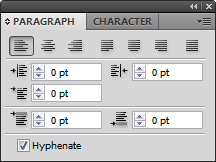 PARAGRAPH CHARACTER
0 pt 0 pt
0 pt
0 pt 0 pt
Hyphenate